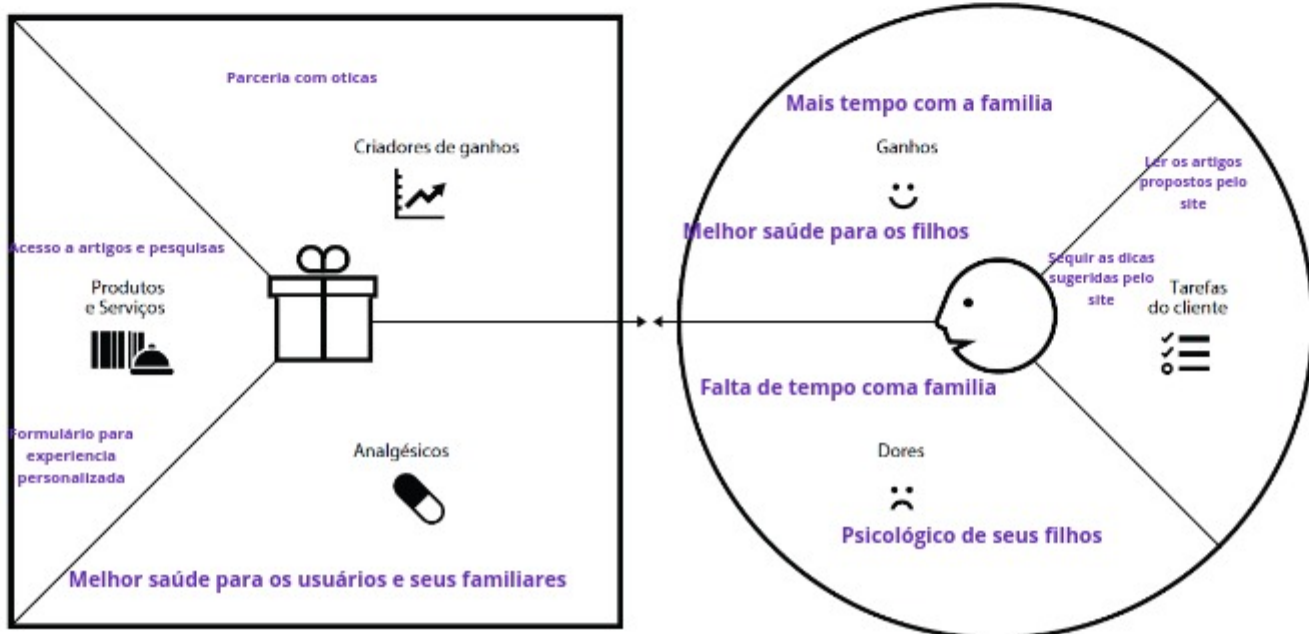 Parceria com oticas
Criadores de ganhos
Acesso a artigos e pesquisas
Produtos
e Serviços
Formulário para
experiencia
personalizada
Analgésicos
Melhor saúde para os usuários e seus familiares
Mais tempo com a familia
Ganhos
Melhor saúde para os filhos
Ler os artigos
propostos pelo
site
Sequir as dicas
sugeridas pelo
site
Tarefas
do cliente
Falta de tempo coma familia
Dores
Psicológico de seus filhos